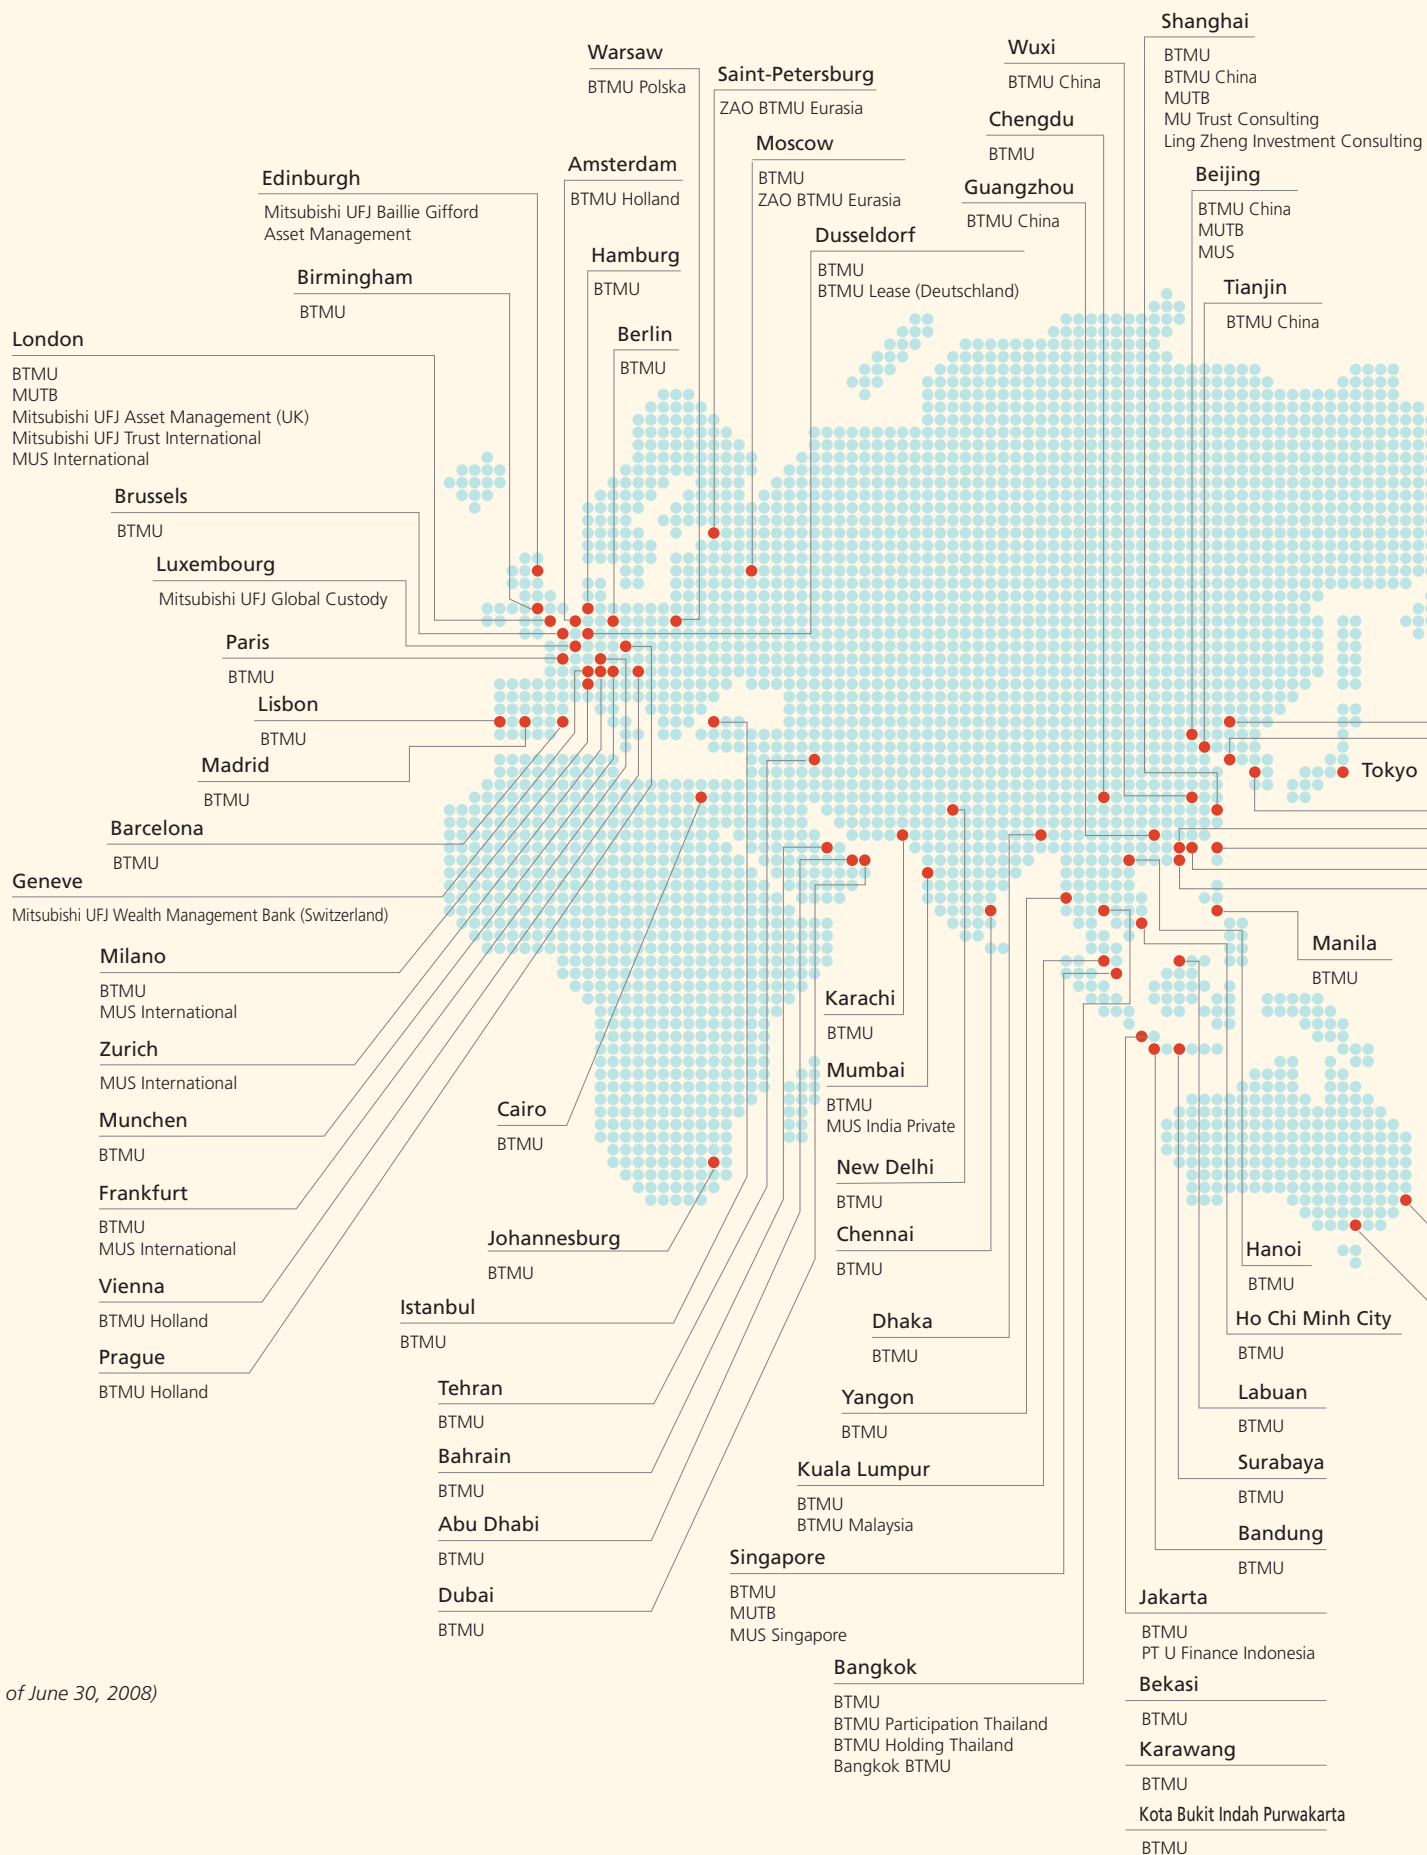 Shanghai
BTMU
BTMU China
MUTB
MU Trust Consulting
Ling Zheng Investment Consulting
Wuxi
BTMU China
Warsaw
BTMU Polska
Saint-Petersburg
ZAO BTMU Eurasia
Chengdu
BTMU
Moscow
BTMU
ZAO BTMU Eurasia
Amsterdam
BTMU Holland
Edinburgh
Mitsubishi UFJ Baillie Gifford
Asset Management
Beijing
BTMU China
MUTB
MUS
Guangzhou
BTMU China
Dusseldorf
BTMU
BTMU Lease (Deutschland)
Hamburg
BTMU
Birmingham
BTMU
Tianjin
BTMU China
Berlin
BTMU
London
BTMU
MUTB
Mitsubishi UFJ Asset Management (UK)
Mitsubishi UFJ Trust International
MUS International
Brussels
BTMU
Luxembourg
Mitsubishi UFJ Global Custody
Paris
BTMU
Lisbon
BTMU
Madrid
BTMU
Tokyo
Barcelona
BTMU
Geneve
Mitsubishi UFJ Wealth Management Bank (Switzerland)
Milano
BTMU
MUS International
Manila
BTMU
Karachi
BTMU
Zurich
MUS International
Mumbai
BTMU
MUS India Private
Cairo
BTMU
Munchen
BTMU
New Delhi
BTMU
Frankfurt
BTMU
MUS International
Chennai
BTMU
Johannesburg
BTMU
Hanoi
BTMU
Vienna
BTMU Holland
Istanbul
BTMU
Dhaka
BTMU
Ho Chi Minh City
BTMU
Prague
BTMU Holland
Tehran
BTMU
Yangon
BTMU
Labuan
BTMU
Bahrain
BTMU
Kuala Lumpur
BTMU
BTMU Malaysia
Surabaya
BTMU
Abu Dhabi
BTMU
Bandung
BTMU
Singapore
BTMU
MUTB
MUS Singapore
Dubai
BTMU
Jakarta
BTMU
PT U Finance Indonesia
Bangkok
BTMU
BTMU Participation Thailand
BTMU Holding Thailand
Bangkok BTMU
Bekasi
BTMU
of June 30, 2008)
Karawang
BTMU
Kota Bukit Indah Purwakarta
BTMU